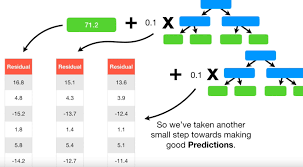 71.2 + 0.1 X
+ 0.1 X
Residual Residual Residual
16.8 15.1 13.6
4.8 4.3 3.9
-15.2 -13.7 -12.4
1.8 1.4 1.1
5.8 5.4 5.1
-14.2 -12.7 -11.4
So we've taken another
small step towards making
good Predictions.